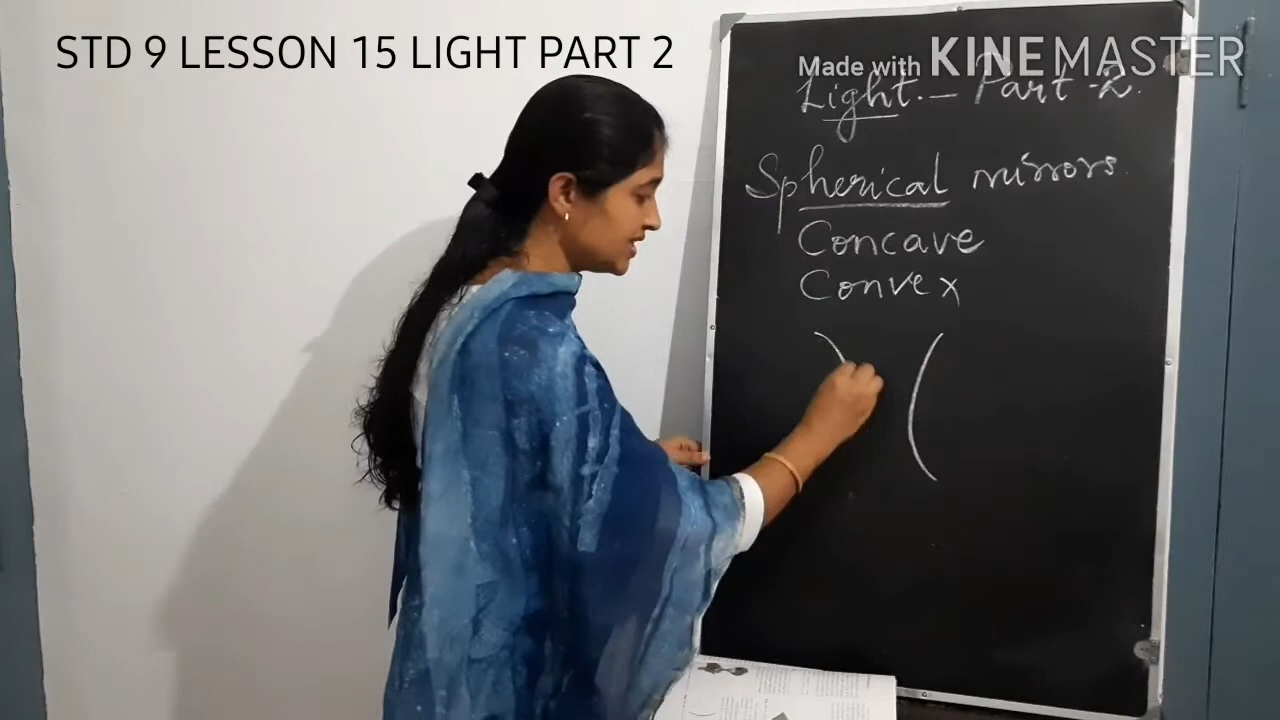 STD 9 LESSON 15 LIGHT PART 2
Made with KINEMASTER
Light. - Part -2.
Spherical mirrors
Concave
Convex